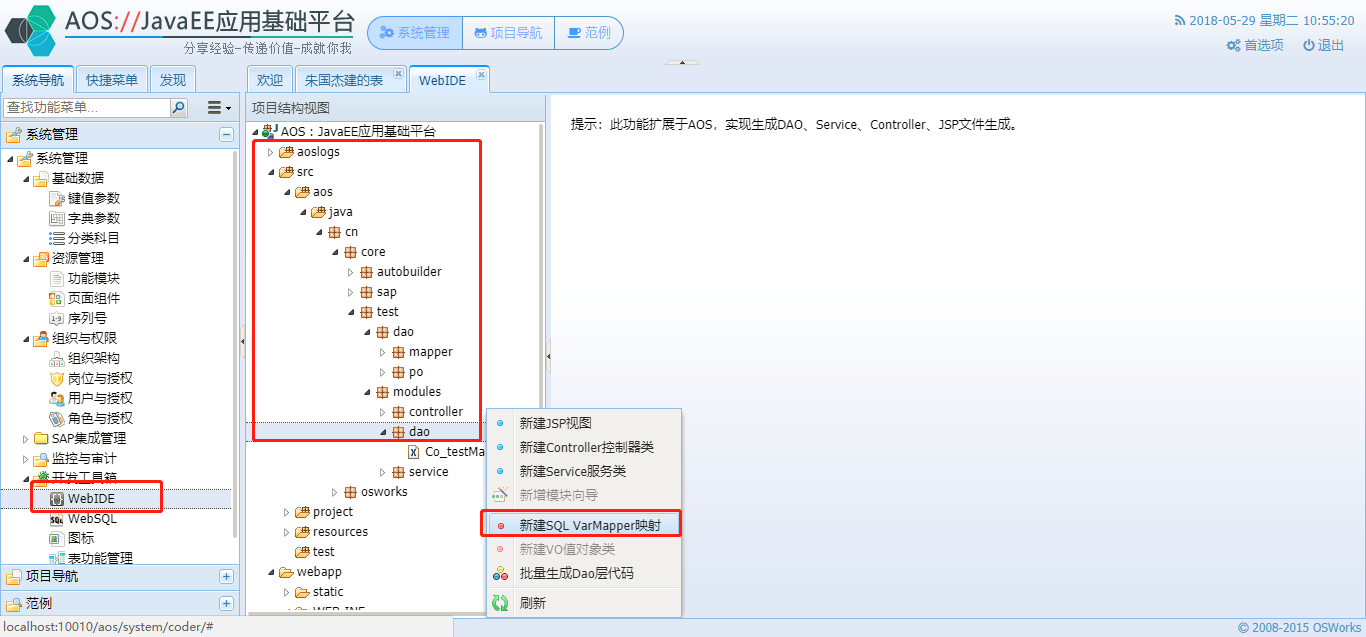 AOS://JavaEE应用基础平台
分享经验-传递价值-成就你我
系统管理
项目导航
范例
2018-05-29 星期二 10:55:20
首选项
退出
系统导航
快捷菜单
发现
查找功能菜单...
系统管理
系统管理
基础数据
键值参数
字典参数
分类科目
资源管理
功能模块
页面组件
序列号
组织与权限
组织架构
岗位与授权
用户与授权
角色与授权
SAP集成管理
监控与审计
开发工具箱
WebIDE
WebSQL
图标
表功能管理
项目导航
范例
欢迎
朱国杰建的表
WebIDE
项目结构视图
AOS : JavaEE应用基础平台
aoslogs
src
aos
java
cn
core
autobuilder
sap
test
dao
mapper
po
modules
controller
dao
Co_testMa
service
osworks
project
resources
test
webapp
static
WEB-INF
提示：此功能扩展于AOS，实现生成DAO、Service、Controller、JSP文件生成。
新建JSP视图
新建Controller控制器类
新建Service服务类
新增模块向导
新建SQL VarMapper映射
新建VO值对象类
批量生成Dao层代码
刷新
localhost:10010/aos/system/coder/#
© 2008-2015 OSWorks